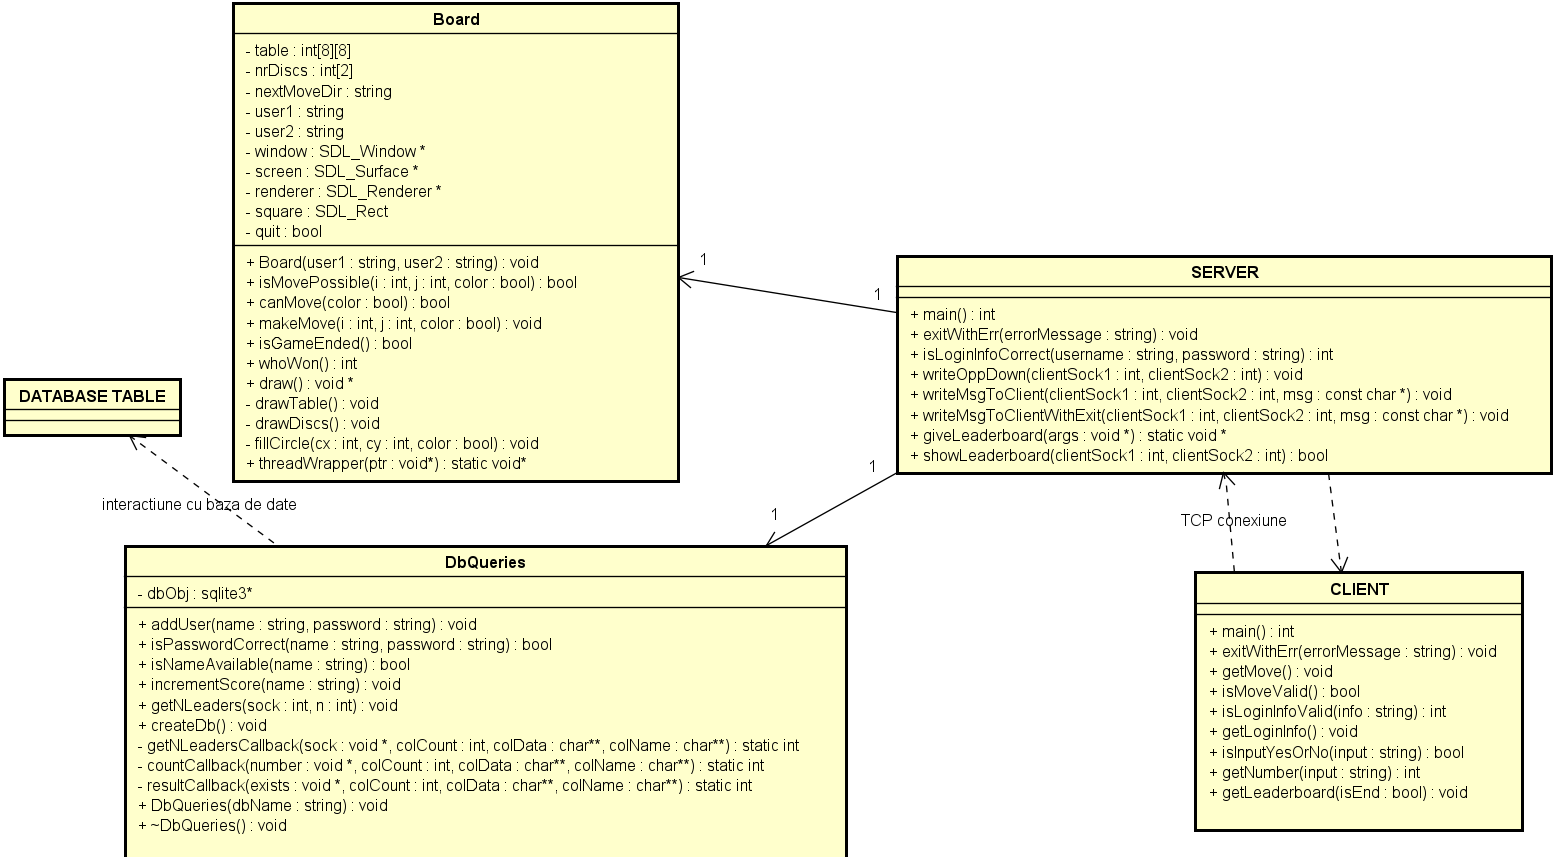 Board
- table : int[8][8]
- nrDiscs : int[2]
- nextMoveDir : string
- user1 : string
- user2 : string
- window : SDL_Window *
- screen : SDL_Surface *
- renderer : SDL_Renderer *
- square : SDL_Rect
- quit : bool
+ Board(user1 : string, user2 : string) : void
+ isMovePossible(i : int, j : int, color : bool) : bool
+ canMove(color : bool) : bool
+ makeMove(i : int, j : int, color : bool) : void
+ isGameEnded() : bool
+ whoWon() : int
+ draw() : void *
- drawTable() : void
- drawDiscs() : void
- fillCircle(cx : int, cy : int, color : bool) : void
+ threadWrapper(ptr : void*) : static void*
1
1
SERVER
+ main() : int
+ exitWithErr(errorMessage : string) : void
+ isLoginInfoCorrect(username : string, password : string) : int
+ writeOppDown(clientSock1 : int, clientSock2 : int) : void
+ writeMsgToClient(clientSock1 : int, clientSock2 : int, msg : const char *) : void
+ writeMsgToClientWithExit(clientSock1 : int, clientSock2 : int, msg : const char *) : void
+ giveLeaderboard(args : void *) : static void *
+ showLeaderboard(clientSock1 : int, clientSock2 : int) : bool
DATABASE TABLE
interactiune cu baza de date
1
1
TCP conexiune
DbQueries
- dbObj : sqlite3*
+ addUser(name : string, password : string) : void
+ isPasswordCorrect(name : string, password : string) : bool
+ isNameAvailable(name : string) : bool
+ incrementScore(name : string) : void
+ getNLeaders(sock : int, n : int) : void
+ createDb() : void
- getNLeadersCallback(sock : void *, colCount : int, colData : char**, colName : char**) : static int
- countCallback(number : void *, colCount : int, colData : char**, colName : char**) : static int
- resultCallback(exists : void *, colCount : int, colData : char**, colName : char**) : static int
+ DbQueries(dbName : string) : void
+ ~DbQueries() : void
CLIENT
+ main() : int
+ exitWithErr(errorMessage : string) : void
+ getMove() : void
+ isMoveValid() : bool
+ isLoginInfoValid(info : string) : int
+ getLoginInfo() : void
+ isInputYesOrNo(input : string) : bool
+ getNumber(input : string) : int
+ getLeaderboard(isEnd : bool) : void